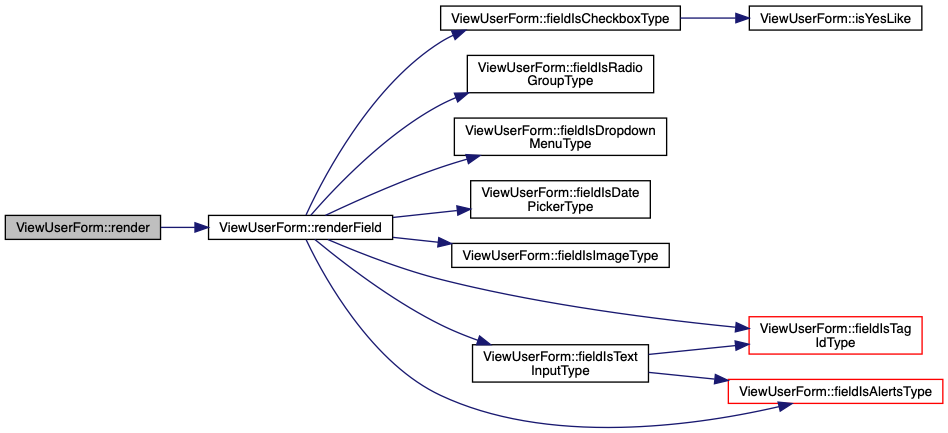 ViewUserForm::render
ViewUserForm::renderField
ViewUserForm::fieldIsCheckboxType
ViewUserForm::isYesLike
ViewUserForm::fieldIsRadio
GroupType
ViewUserForm::fieldIsDropdown
MenuType
ViewUserForm::fieldIsDate
PickerType
ViewUserForm::fieldIsImageType
ViewUserForm::fieldIsText
InputType
ViewUserForm::fieldIsTag
IdType
ViewUserForm::fieldIsAlertsType